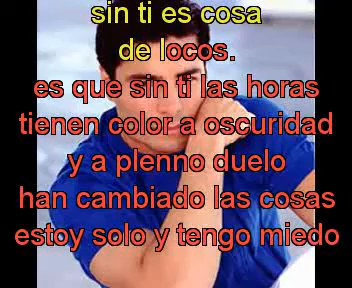 sin ti es cosa
de locos.
es que sin ti las horas
tienen color a oscuridad
y a plenno duelo
han cambiado las cosas
estoy solo y tengo miedo